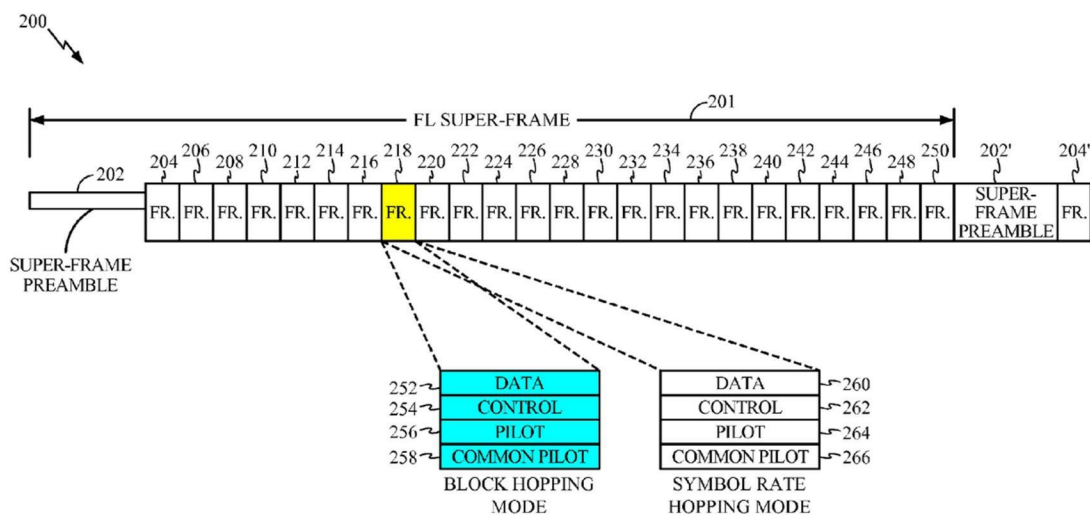 200
201
FL SUPER-FRAME
202
204 206 208 210 212 214 216 218 220 222 224 226 228 230 232 234 236 238 240 242 244 246 248 250 202' 204'
FR. FR. FR. FR. FR. FR. FR. FR. FR. FR. FR. FR. FR. FR. FR. FR. FR. FR. FR. FR. FR. FR. FR. FR. SUPER-FRAME PREAMBLE FR.
SUPER-FRAME
PREAMBLE
252 DATA
254 CONTROL
256 PILOT
258 COMMON PILOT
BLOCK HOPPING
MODE
DATA 260
CONTROL 262
PILOT 264
COMMON PILOT 266
SYMBOL RATE
HOPPING MODE